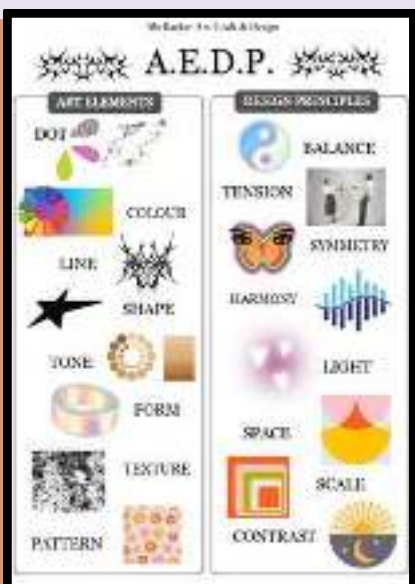 A.E.D.P.
ART ELEMENTS
DOT
COLOUR
LINE
SHAPE
TONE
FORM
TEXTURE
PATTERN
DESIGN PRINCIPLES
BALANCE
TENSION
SYMMETRY
HARMONY
LIGHT
SPACE
SCALE
CONTRAST